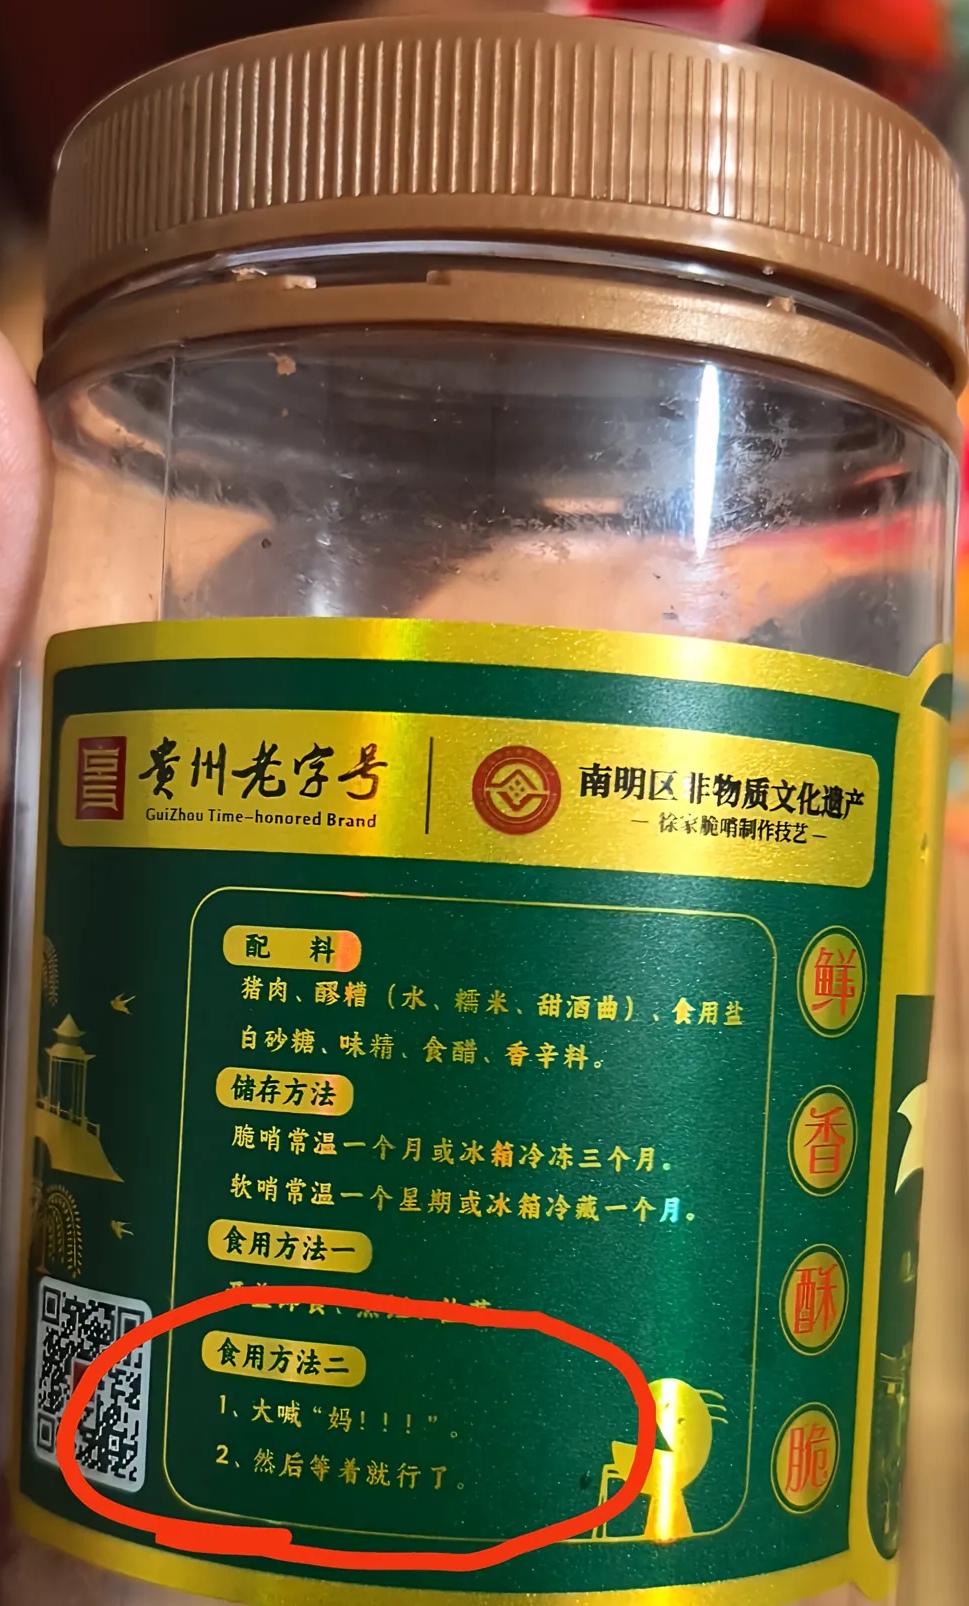 貴州老字号
GuiZhou Time-honored Brand
南明区非物质文化遗产
— 徐家脆哨制作技艺 —
配 料
猪肉、醪糟（水、糯米、甜酒曲）、食用盐
白砂糖、味精、食醋、香辛料。
储存方法
脆哨常温一个月或冰箱冷冻三个月。
软哨常温一个星期或冰箱冷藏一个月。
食用方法一
食用方法二
1、大喊“妈！！！”。
2、然后等着就行了。
鲜
香
酥
脆